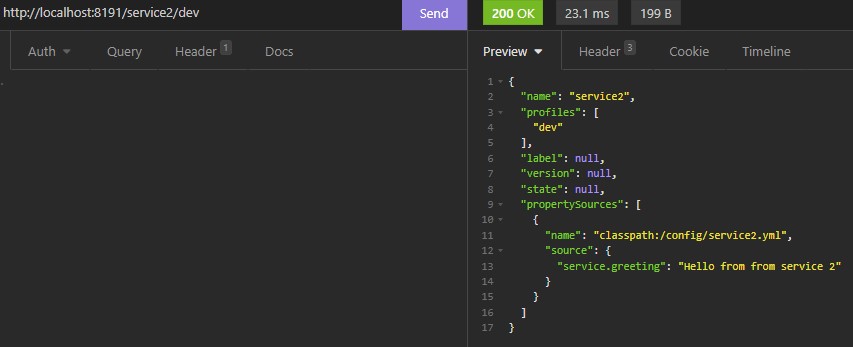 http://localhost:8191/service2/dev Send 200 OK 23.1 ms 199 B
Auth Query Header 1 Docs Preview Header 3 Cookie Timeline
1 {
2 "name": "service2",
3 "profiles": [
4 "dev"
5 ],
6 "label": null,
7 "version": null,
8 "state": null,
9 "propertySources": [
10 {
11 "name": "classpath:/config/service2.yml",
12 "source": {
13 "service.greeting": "Hello from from service 2"
14 }
15 }
16 ]
17 }